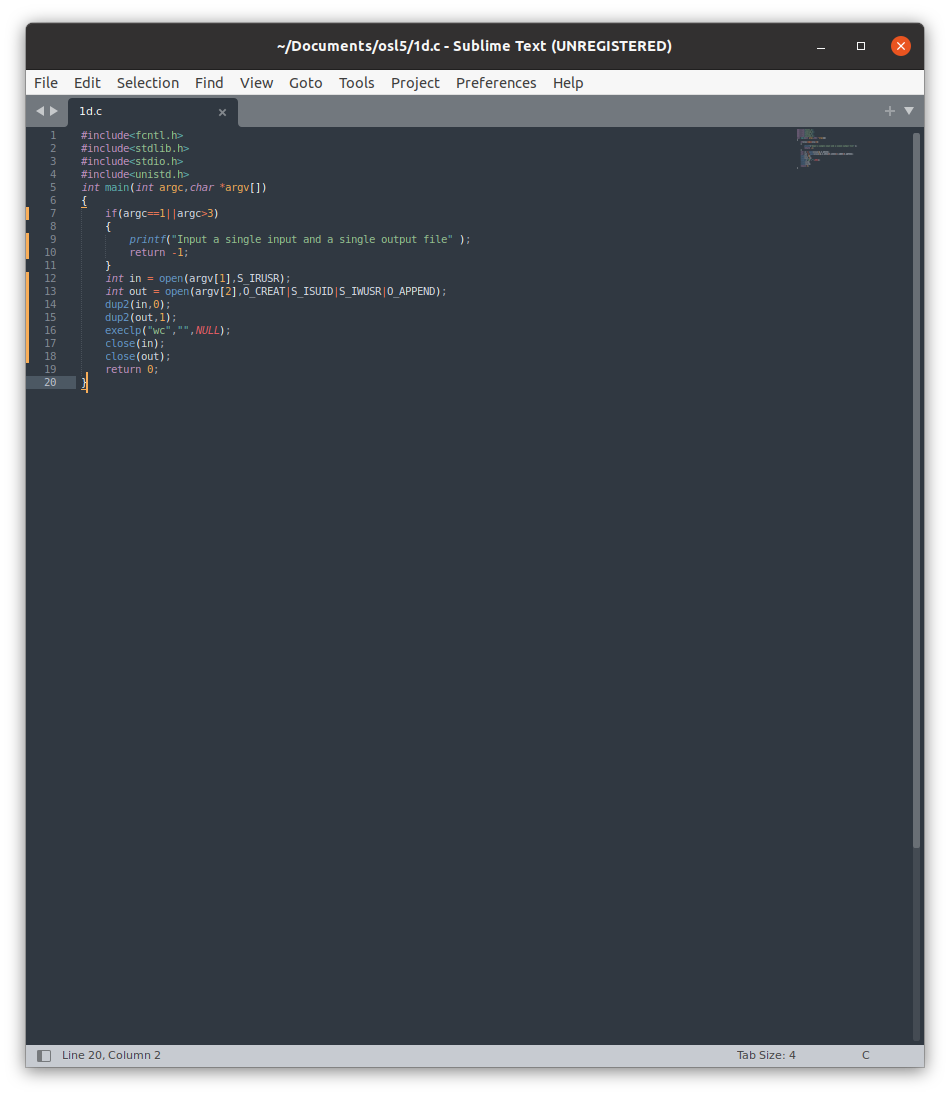 ~/Documents/osl5/1d.c - Sublime Text (UNREGISTERED)
File Edit Selection Find View Goto Tools Project Preferences Help
1d.c
1 #include<fcntl.h>
2 #include<stdlib.h>
3 #include<stdio.h>
4 #include<unistd.h>
5 int main(int argc,char *argv[])
6 {
7     if(argc==1||argc>3)
8     {
9         printf("Input a single input and a single output file" );
10         return -1;
11     }
12     int in = open(argv[1],S_IRUSR);
13     int out = open(argv[2],O_CREAT|S_ISUID|S_IWUSR|O_APPEND);
14     dup2(in,0);
15     dup2(out,1);
16     execlp("wc","",NULL);
17     close(in);
18     close(out);
19     return 0;
20 }
Line 20, Column 2 Tab Size: 4 C